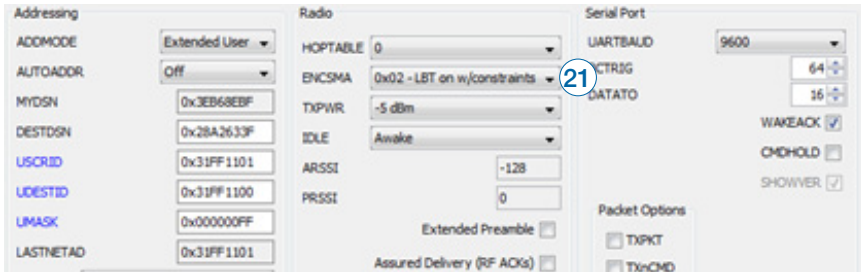 Addressing
ADDMODE Extended User
AUTOADDR Off
MYDSN 0x3EB68EBF
DESTDSN 0x28A2633F
USCRID 0x31FF1101
UDESTID 0x31FF1100
UMASK 0x000000FF
LASTNETAD 0x31FF1101
Radio
HOPTABLE 0
ENCSMA 0x02 - LBT on w/constraints
21
TXPWR -5 dBm
IDLE Awake
ARSSI -128
PRSSI 0
Extended Preamble
Assured Delivery (RF ACKs)
Serial Port
UARTBAUD 9600
CTRIG 64
DATATO 16
WAKEACK
CMDHOLD
SHOWVER
Packet Options
TXPKT
TXnCMD